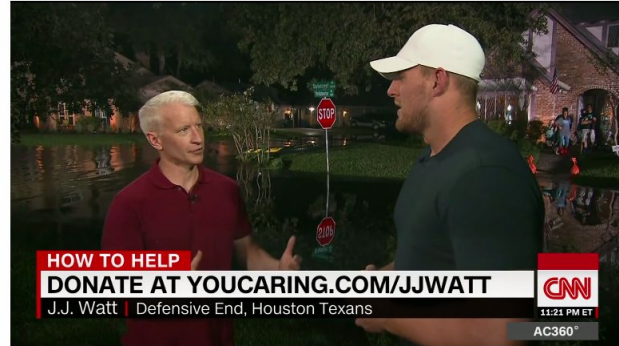 STOP
HOW TO HELP
DONATE AT YOUCARING.COM/JJWATT
J.J. Watt | Defensive End, Houston Texans
CNN
11:21 PM ET
AC360°